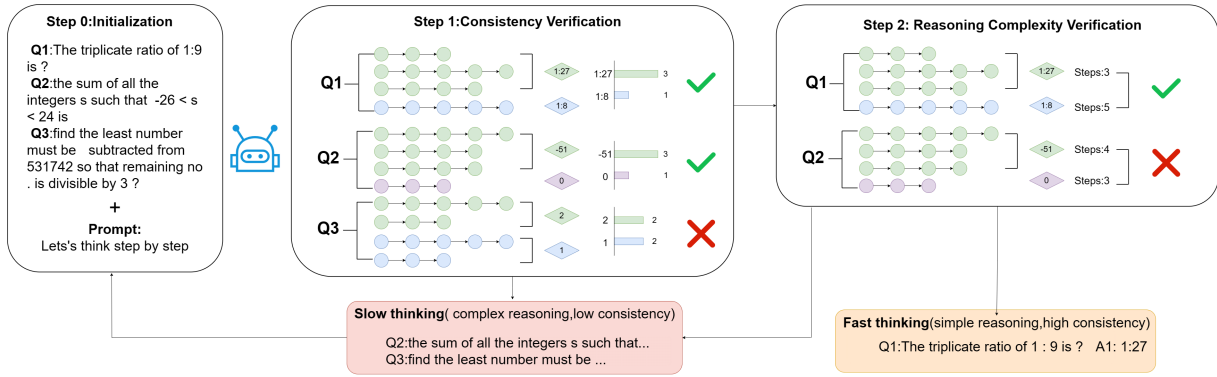 Step 0:Initialization
Q1:The triplicate ratio of 1:9
is ?
Q2:the sum of all the
integers s such that -26 < s
< 24 is
Q3:find the least number
must be subtracted from
531742 so that remaining no
. is divisible by 3 ?
+
Prompt:
Lets's think step by step
Step 1:Consistency Verification
Q1
1:27
1:8
1:27
3
1:8
1
Q2
-51
0
-51
3
0
1
Q3
2
1
2
2
1
2
Step 2: Reasoning Complexity Verification
Q1
1:27
Steps:3
1:8
Steps:5
Q2
-51
Steps:4
0
Steps:3
Slow thinking( complex reasoning,low consistency)
Q2:the sum of all the integers s such that...
Q3:find the least number must be ...
Fast thinking(simple reasoning,high consistency)
Q1:The triplicate ratio of 1 : 9 is ? A1: 1:27